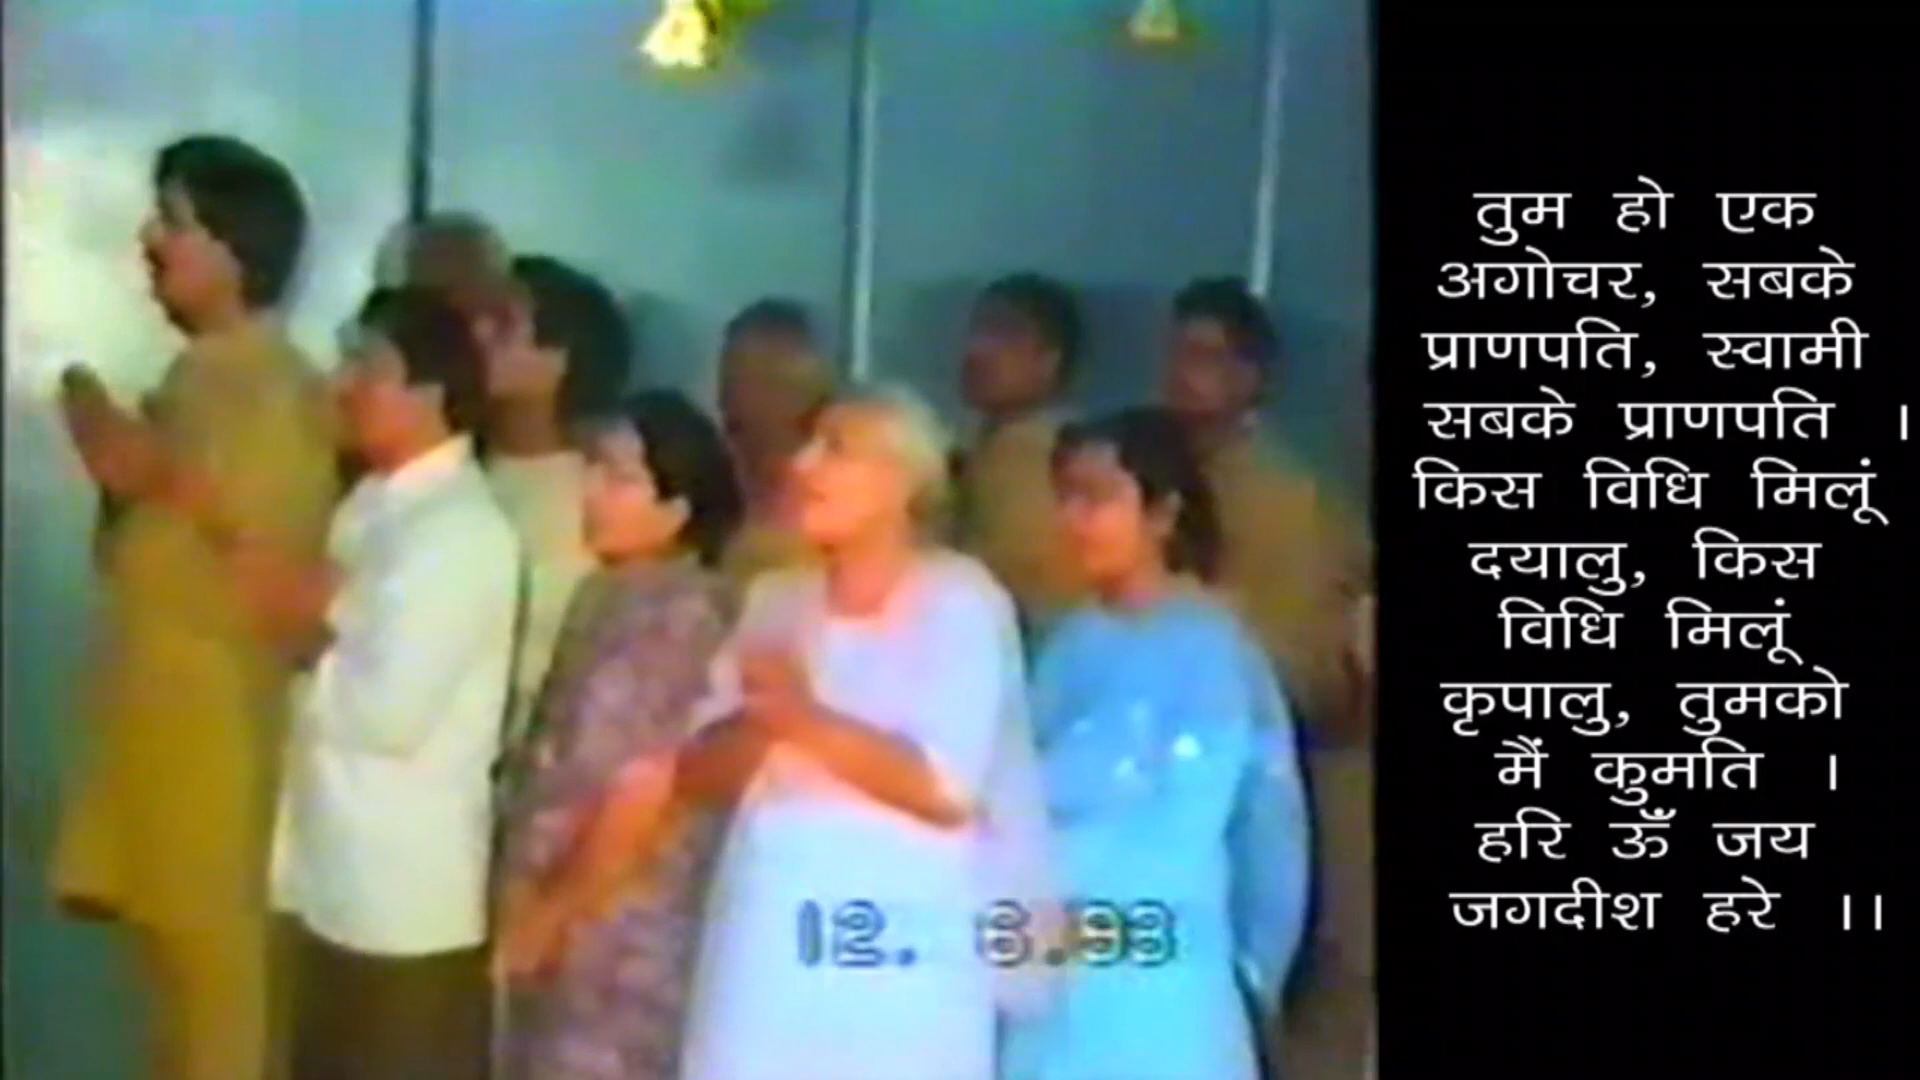 तुम हो एक
अगोचर, सबके
प्राणपति, स्वामी
सबके प्राणपति ।
किस विधि मिलूं
दयालु, किस
विधि मिलूं
कृपालु, तुमको
मैं कुमति ।
हरि ऊँ जय
जगदीश हरे ।।
12. 6.93